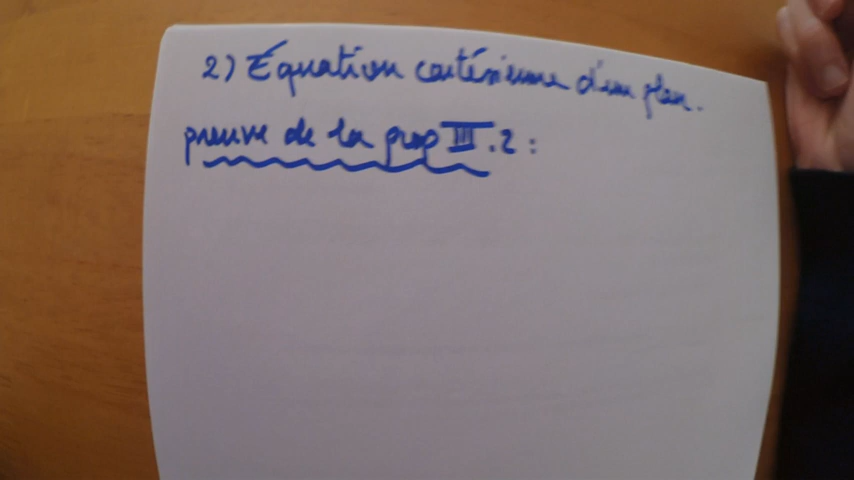 2) Équation cartésienne d'un plan.
preuve de la prop III.2 :